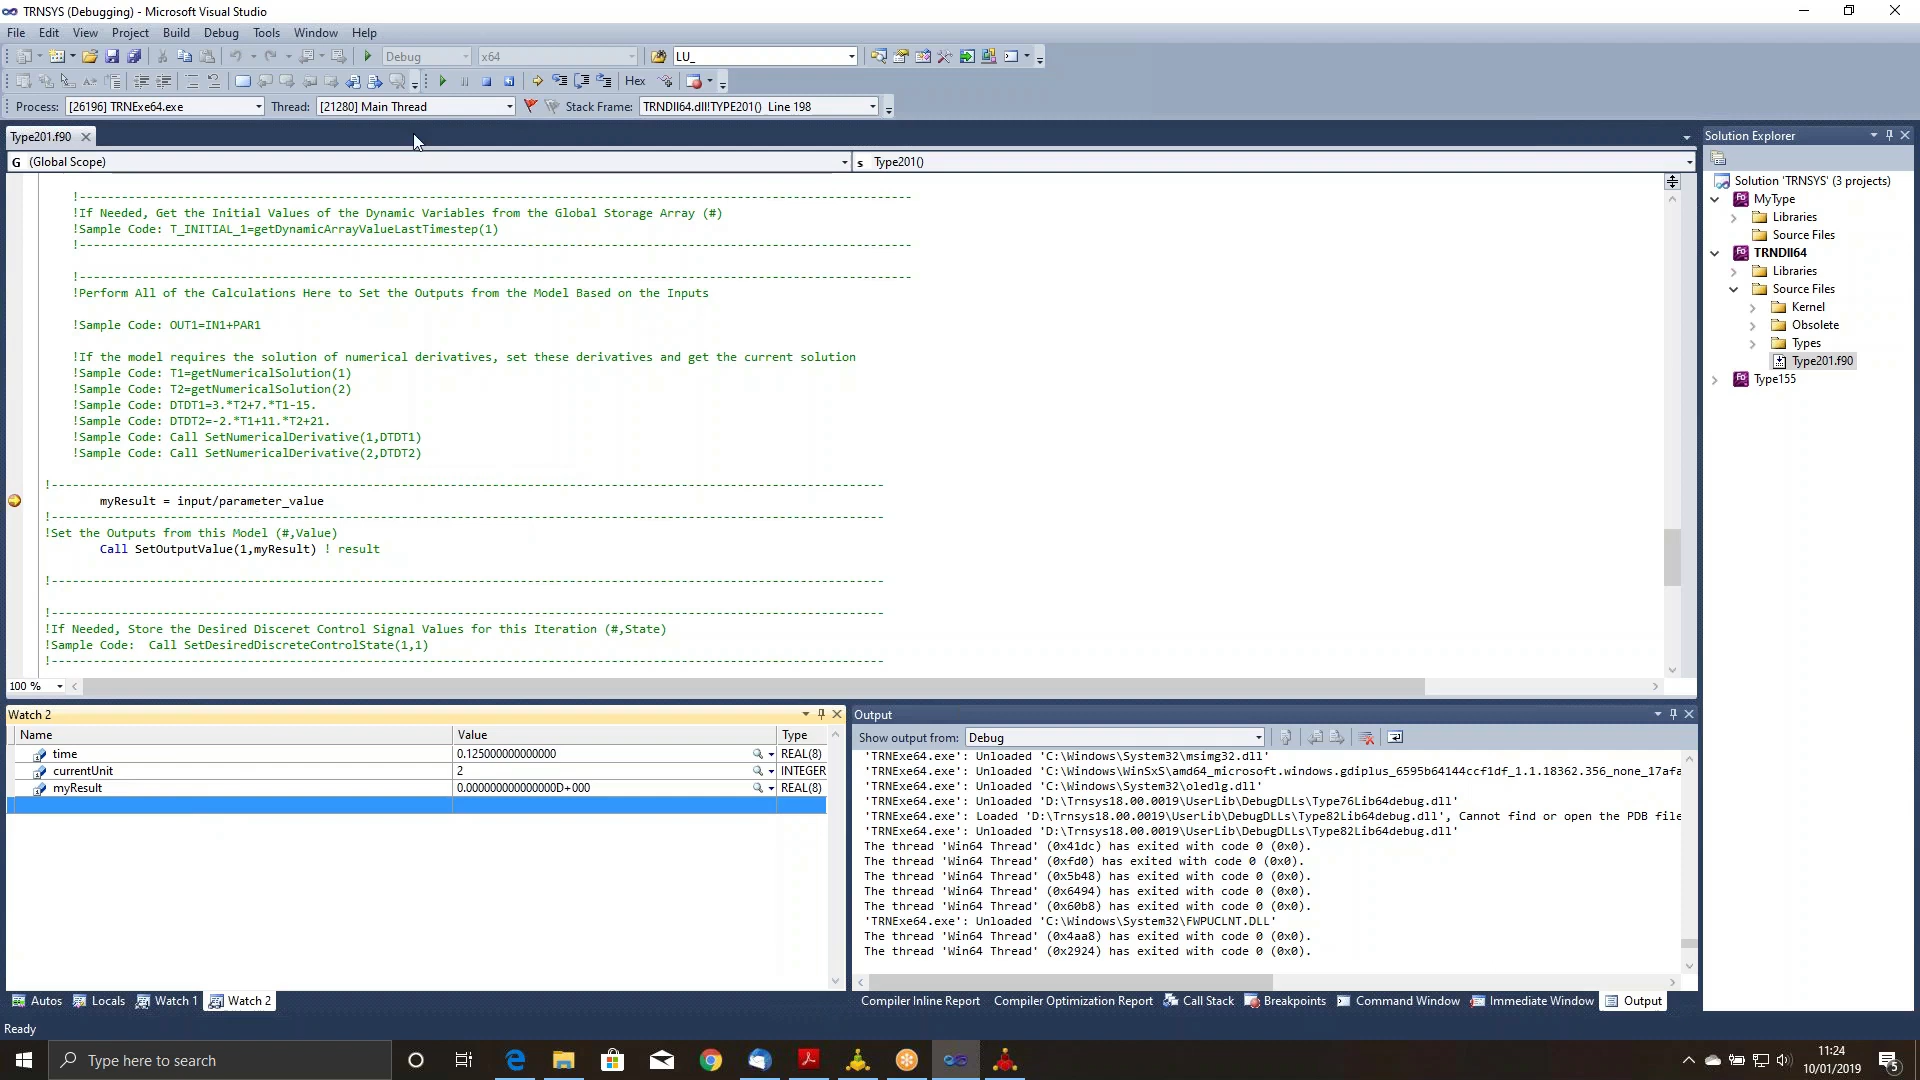 TRNSYS (Debugging) - Microsoft Visual Studio
File Edit View Project Build Debug Tools Window Help
Debug x64 LU_
Hex
Process: [26196] TRNExe64.exe Thread: [21280] Main Thread Stack Frame: TRNDll64.dll!TYPE201() Line 198
Type201.f90
(Global Scope) Type201()
!-----------------------------------------------------------------------------------------------------------------------
!If Needed, Get the Initial Values of the Dynamic Variables from the Global Storage Array (#)
!Sample Code: T_INITIAL_1=getDynamicArrayValueLastTimestep(1)
!-----------------------------------------------------------------------------------------------------------------------
!-----------------------------------------------------------------------------------------------------------------------
!Perform All of the Calculations Here to Set the Outputs from the Model Based on the Inputs
!Sample Code: OUT1=IN1+PAR1
!If the model requires the solution of numerical derivatives, set these derivatives and get the current solution
!Sample Code: T1=getNumericalSolution(1)
!Sample Code: T2=getNumericalSolution(2)
!Sample Code: DTDT1=3.*T2+7.*T1-15.
!Sample Code: DTDT2=-2.*T1+11.*T2+21.
!Sample Code: Call SetNumericalDerivative(1,DTDT1)
!Sample Code: Call SetNumericalDerivative(2,DTDT2)
!-----------------------------------------------------------------------------------------------------------------------
myResult = input/parameter_value
!-----------------------------------------------------------------------------------------------------------------------
!Set the Outputs from this Model (#,Value)
Call SetOutputValue(1,myResult) ! result
!-----------------------------------------------------------------------------------------------------------------------
!-----------------------------------------------------------------------------------------------------------------------
!If Needed, Store the Desired Disceret Control Signal Values for this Iteration (#,State)
!Sample Code:  Call SetDesiredDiscreteControlState(1,1)
!-----------------------------------------------------------------------------------------------------------------------
100 %
Solution Explorer
Solution 'TRNSYS' (3 projects)
MyType
Libraries
Source Files
TRNDll64
Libraries
Source Files
Kernel
Obsolete
Types
Type201.f90
Type155
Watch 2
Name Value Type
time 0.125000000000000 REAL(8)
currentUnit 2 INTEGER
myResult 0.000000000000000D+000 REAL(8)
Autos Locals Watch 1 Watch 2
Output
Show output from: Debug
'TRNExe64.exe': Unloaded 'C:\Windows\System32\msimg32.dll'
'TRNExe64.exe': Unloaded 'C:\Windows\WinSxS\amd64_microsoft.windows.gdiplus_6595b64144ccf1df_1.1.18362.356_none_17afa
'TRNExe64.exe': Unloaded 'C:\Windows\System32\oledlg.dll'
'TRNExe64.exe': Unloaded 'D:\Trnsys18.00.0019\UserLib\DebugDLLs\Type76Lib64debug.dll'
'TRNExe64.exe': Loaded 'D:\Trnsys18.00.0019\UserLib\DebugDLLs\Type82Lib64debug.dll', Cannot find or open the PDB file
'TRNExe64.exe': Unloaded 'D:\Trnsys18.00.0019\UserLib\DebugDLLs\Type82Lib64debug.dll'
The thread 'Win64 Thread' (0x41dc) has exited with code 0 (0x0).
The thread 'Win64 Thread' (0xfd0) has exited with code 0 (0x0).
The thread 'Win64 Thread' (0x5b48) has exited with code 0 (0x0).
The thread 'Win64 Thread' (0x6494) has exited with code 0 (0x0).
The thread 'Win64 Thread' (0x60b8) has exited with code 0 (0x0).
'TRNExe64.exe': Unloaded 'C:\Windows\System32\FWPUCLNT.DLL'
The thread 'Win64 Thread' (0x4aa8) has exited with code 0 (0x0).
The thread 'Win64 Thread' (0x2924) has exited with code 0 (0x0).
Compiler Inline Report Compiler Optimization Report Call Stack Breakpoints Command Window Immediate Window Output
Ready
Type here to search
11:24
10/01/2019
5